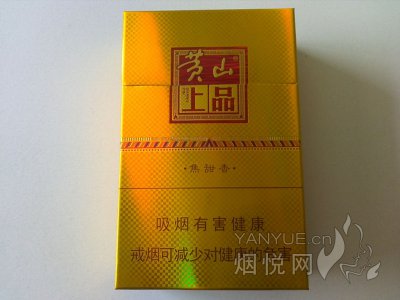 黄山
上品
·焦甜香·
吸烟有害健康
戒烟可减少对健康的危害
YANYUE.cn
烟悦网